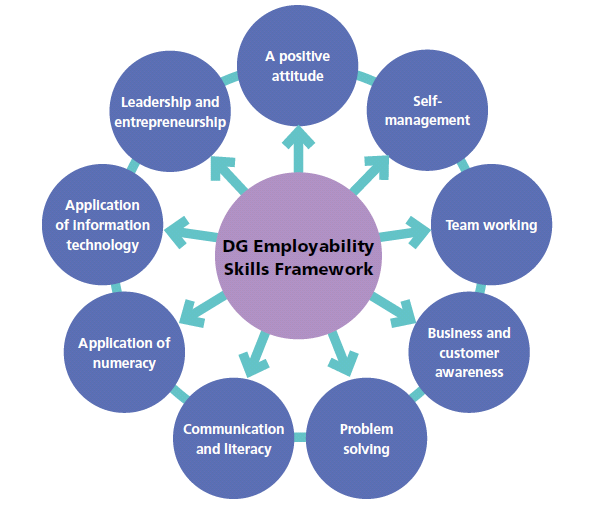 A positive
attitude
Self-
management
Team working
Business and
customer
awareness
Problem
solving
Communication
and literacy
Application of
numeracy
Application
of information
technology
Leadership and
entrepreneurship
DG Employability
Skills Framework